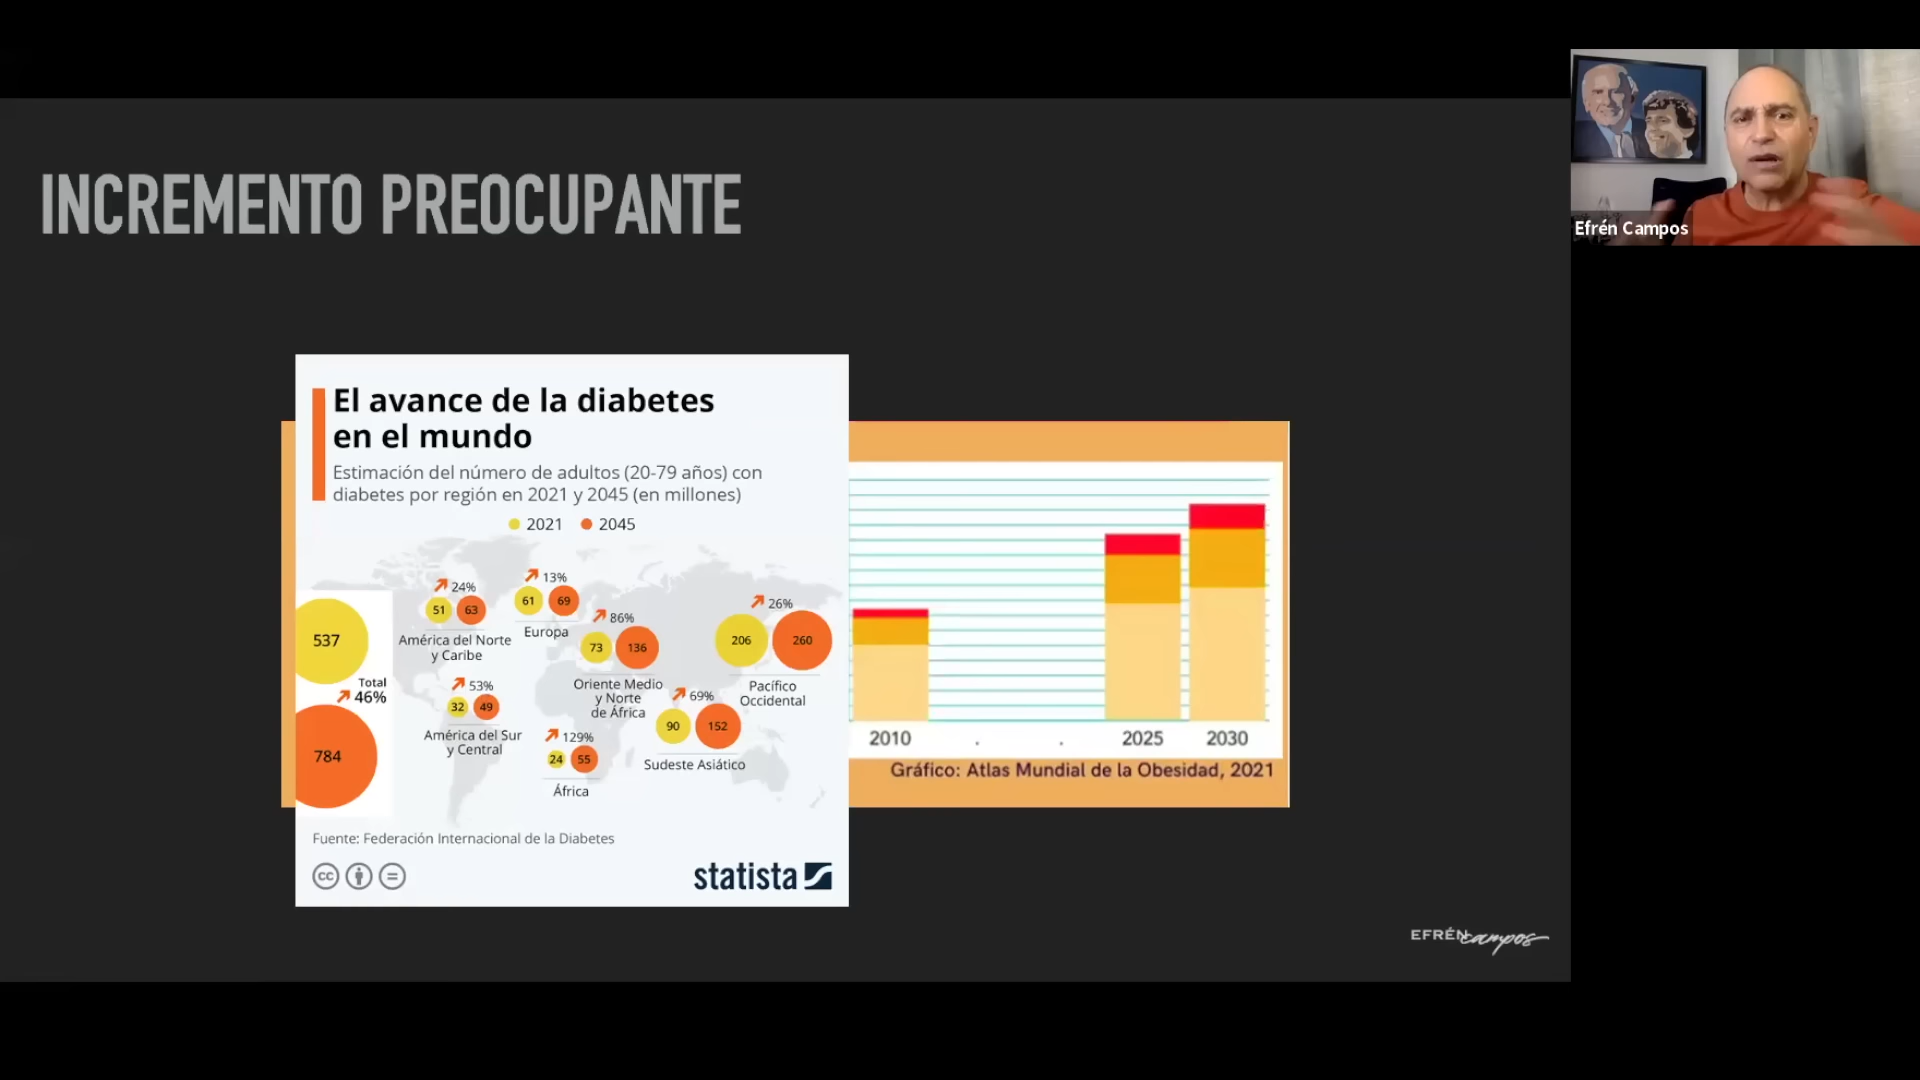 INCREMENTO PREOCUPANTE
Efrén Campos
El avance de la diabetes
en el mundo
Estimación del número de adultos (20-79 años) con
diabetes por región en 2021 y 2045 (en millones)
2021 2045
537
Total
46%
784
24%
51 63
América del Norte
y Caribe
13%
61 69
Europa
86%
73 136
Oriente Medio
y Norte
de África
26%
206 260
Pacífico
Occidental
53%
32 49
América del Sur
y Central
129%
24 55
África
69%
90 152
Sudeste Asiático
Fuente: Federación Internacional de la Diabetes
cc
statista
2010 . . 2025 2030
Gráfico: Atlas Mundial de la Obesidad, 2021
EFRÉN campos